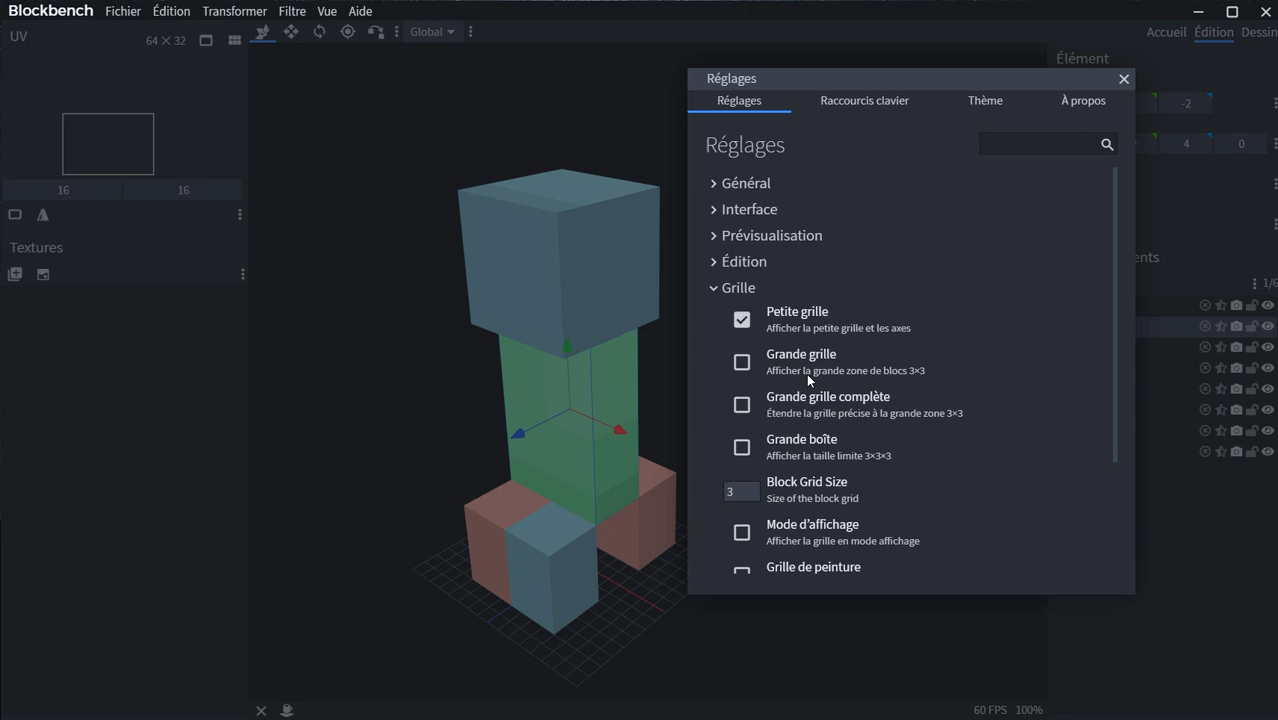 Blockbench Fichier Édition Transformer Filtre Vue Aide
UV 64×32
Global
Accueil Édition Dessin
Élément
-2
4 0
16 16
Textures
Réglages
Réglages Raccourcis clavier Thème À propos
Réglages
Général
Interface
Prévisualisation
Édition
Grille
Petite grille
Afficher la petite grille et les axes
Grande grille
Afficher la grande zone de blocs 3×3
Grande grille complète
Étendre la grille précise à la grande zone 3×3
Grande boîte
Afficher la taille limite 3×3×3
3
Block Grid Size
Size of the block grid
Mode d’affichage
Afficher la grille en mode affichage
Grille de peinture
ents
1/6
60 FPS 100%